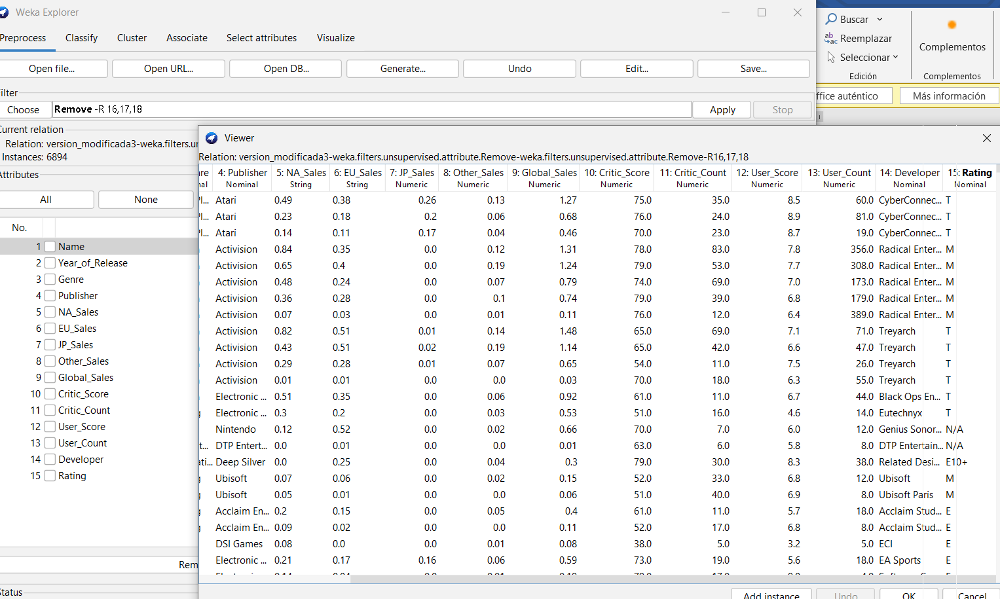 Weka Explorer
Buscar
Reemplazar
Seleccionar
Complementos
Edición
Complementos
Preprocess Classify Cluster Associate Select attributes Visualize
Open file... Open URL... Open DB... Generate... Undo Edit... Save...
ffice auténtico Más información
ilter
Choose Remove -R 16,17,18 Apply Stop
Current relation
Relation: version_modificada3-weka.filters.un
Instances: 6894
Attributes
All None
No.
1 Name
2 Year_of_Release
3 Genre
4 Publisher
5 NA_Sales
6 EU_Sales
7 JP_Sales
8 Other_Sales
9 Global_Sales
10 Critic_Score
11 Critic_Count
12 User_Score
13 User_Count
14 Developer
15 Rating
Rem
Status
Viewer
Relation: version_modificada3-weka.filters.unsupervised.attribute.Remove-weka.filters.unsupervised.attribute.Remove-R16,17,18
re 4: Publisher 5: NA_Sales 6: EU_Sales 7: JP_Sales 8: Other_Sales 9: Global_Sales 10: Critic_Score 11: Critic_Count 12: User_Score 13: User_Count 14: Developer 15: Rating
nal Nominal String String Numeric Numeric Numeric Numeric Numeric Numeric Numeric Nominal Nominal
Pl... Atari 0.49 0.38 0.26 0.13 1.27 75.0 35.0 8.5 60.0 CyberConnec... T
Pl... Atari 0.23 0.18 0.2 0.06 0.68 76.0 24.0 8.9 81.0 CyberConnec... T
Pl... Atari 0.14 0.11 0.17 0.04 0.46 70.0 23.0 8.7 19.0 CyberConnec... T
Activision 0.84 0.35 0.0 0.12 1.31 78.0 83.0 7.8 356.0 Radical Enter... M
Activision 0.65 0.4 0.0 0.19 1.24 79.0 53.0 7.7 308.0 Radical Enter... M
Activision 0.48 0.24 0.0 0.07 0.79 74.0 69.0 7.0 173.0 Radical Enter... M
Activision 0.36 0.28 0.0 0.1 0.74 79.0 39.0 6.8 179.0 Radical Enter... M
Activision 0.07 0.03 0.0 0.01 0.11 76.0 12.0 6.4 389.0 Radical Enter... M
Activision 0.82 0.51 0.01 0.14 1.48 65.0 69.0 7.1 71.0 Treyarch T
Activision 0.43 0.51 0.02 0.19 1.14 65.0 42.0 6.6 47.0 Treyarch T
Activision 0.29 0.28 0.01 0.07 0.65 54.0 11.0 7.5 26.0 Treyarch T
Activision 0.01 0.01 0.0 0.0 0.03 70.0 18.0 6.3 55.0 Treyarch T
Electronic ... 0.51 0.35 0.0 0.06 0.92 61.0 11.0 6.7 44.0 Black Ops En... T
Electronic ... 0.3 0.2 0.0 0.03 0.53 51.0 16.0 4.6 14.0 Eutechnyx T
Nintendo 0.12 0.52 0.0 0.02 0.66 70.0 7.0 6.0 12.0 Genius Sonor... N/A
t... DTP Entert... 0.0 0.01 0.0 0.0 0.01 63.0 6.0 5.8 8.0 DTP Entertain... N/A
ti... Deep Silver 0.0 0.25 0.0 0.04 0.3 79.0 30.0 8.3 38.0 Related Desi... E10+
Ubisoft 0.07 0.06 0.0 0.02 0.15 52.0 33.0 6.8 12.0 Ubisoft M
Ubisoft 0.05 0.01 0.0 0.0 0.06 51.0 40.0 6.9 8.0 Ubisoft Paris M
Acclaim En... 0.2 0.15 0.0 0.05 0.4 61.0 11.0 5.7 18.0 Acclaim Stud... E
Acclaim En... 0.09 0.02 0.0 0.0 0.11 52.0 17.0 6.8 8.0 Acclaim Stud... E
DSI Games 0.08 0.0 0.0 0.01 0.08 38.0 5.0 3.2 5.0 ECI E
Electronic ... 0.21 0.17 0.16 0.06 0.59 73.0 19.0 5.6 18.0 EA Sports E
Add instance Undo OK Cancel